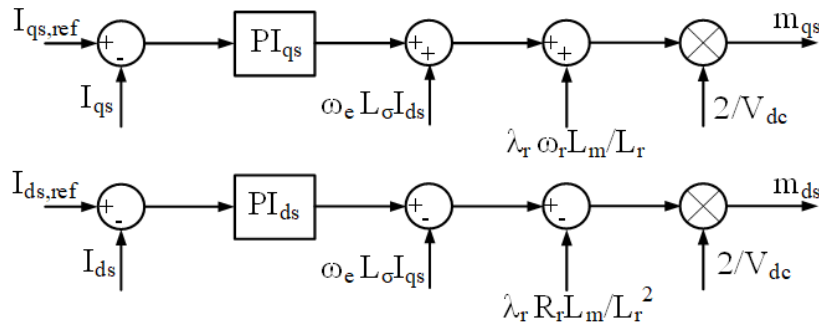 I_qs,ref
+
-
I_qs
PI_qs
+
+
ω_e L_σ I_ds
+
+
λ_r ω_r L_m/L_r
2/V_dc
m_qs
I_ds,ref
+
-
I_ds
PI_ds
+
-
ω_e L_σ I_qs
+
-
λ_r R_r L_m/L_r^2
2/V_dc
m_ds